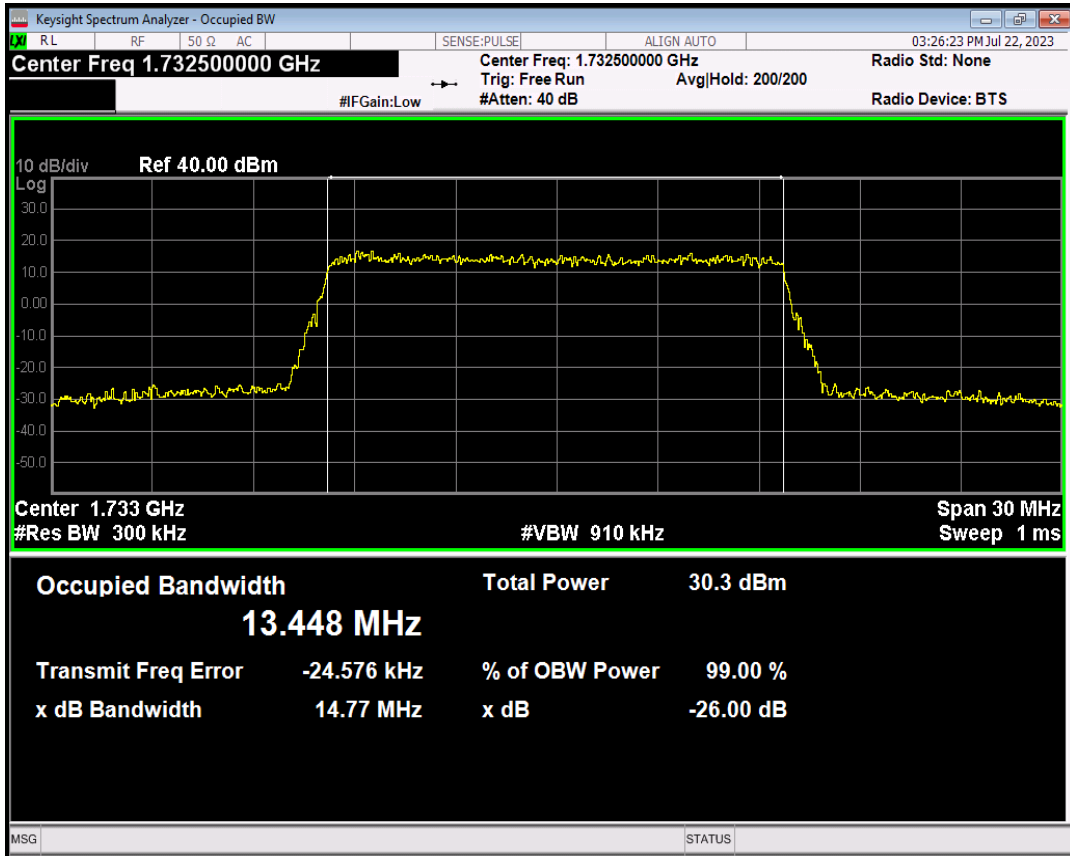 Keysight Spectrum Analyzer - Occupied BW
LXI RL RF 50 Ω AC SENSE:PULSE ALIGN AUTO 03:26:23 PM Jul 22, 2023
Center Freq 1.732500000 GHz Center Freq: 1.732500000 GHz Radio Std: None
Trig: Free Run Avg|Hold: 200/200
#IFGain:Low #Atten: 40 dB Radio Device: BTS
10 dB/div Ref 40.00 dBm
Log
30.0
20.0
10.0
0.00
-10.0
-20.0
-30.0
-40.0
-50.0
Center 1.733 GHz Span 30 MHz
#Res BW 300 kHz #VBW 910 kHz Sweep 1 ms
Occupied Bandwidth Total Power 30.3 dBm
13.448 MHz
Transmit Freq Error -24.576 kHz % of OBW Power 99.00 %
x dB Bandwidth 14.77 MHz x dB -26.00 dB
MSG STATUS